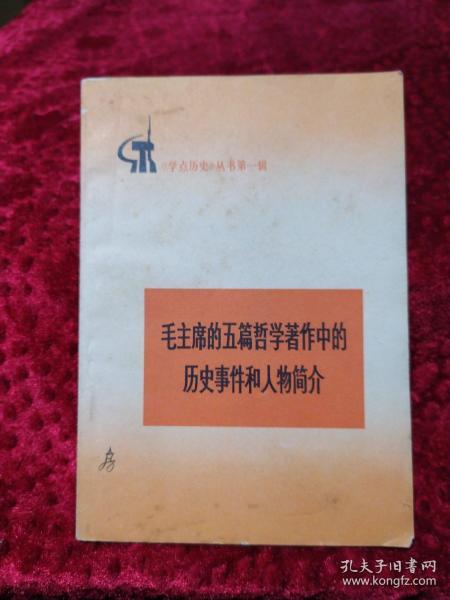 《学点历史》丛书第一辑
毛主席的五篇哲学著作中的
历史事件和人物简介
房
孔夫子旧书网
www.kongfz.com